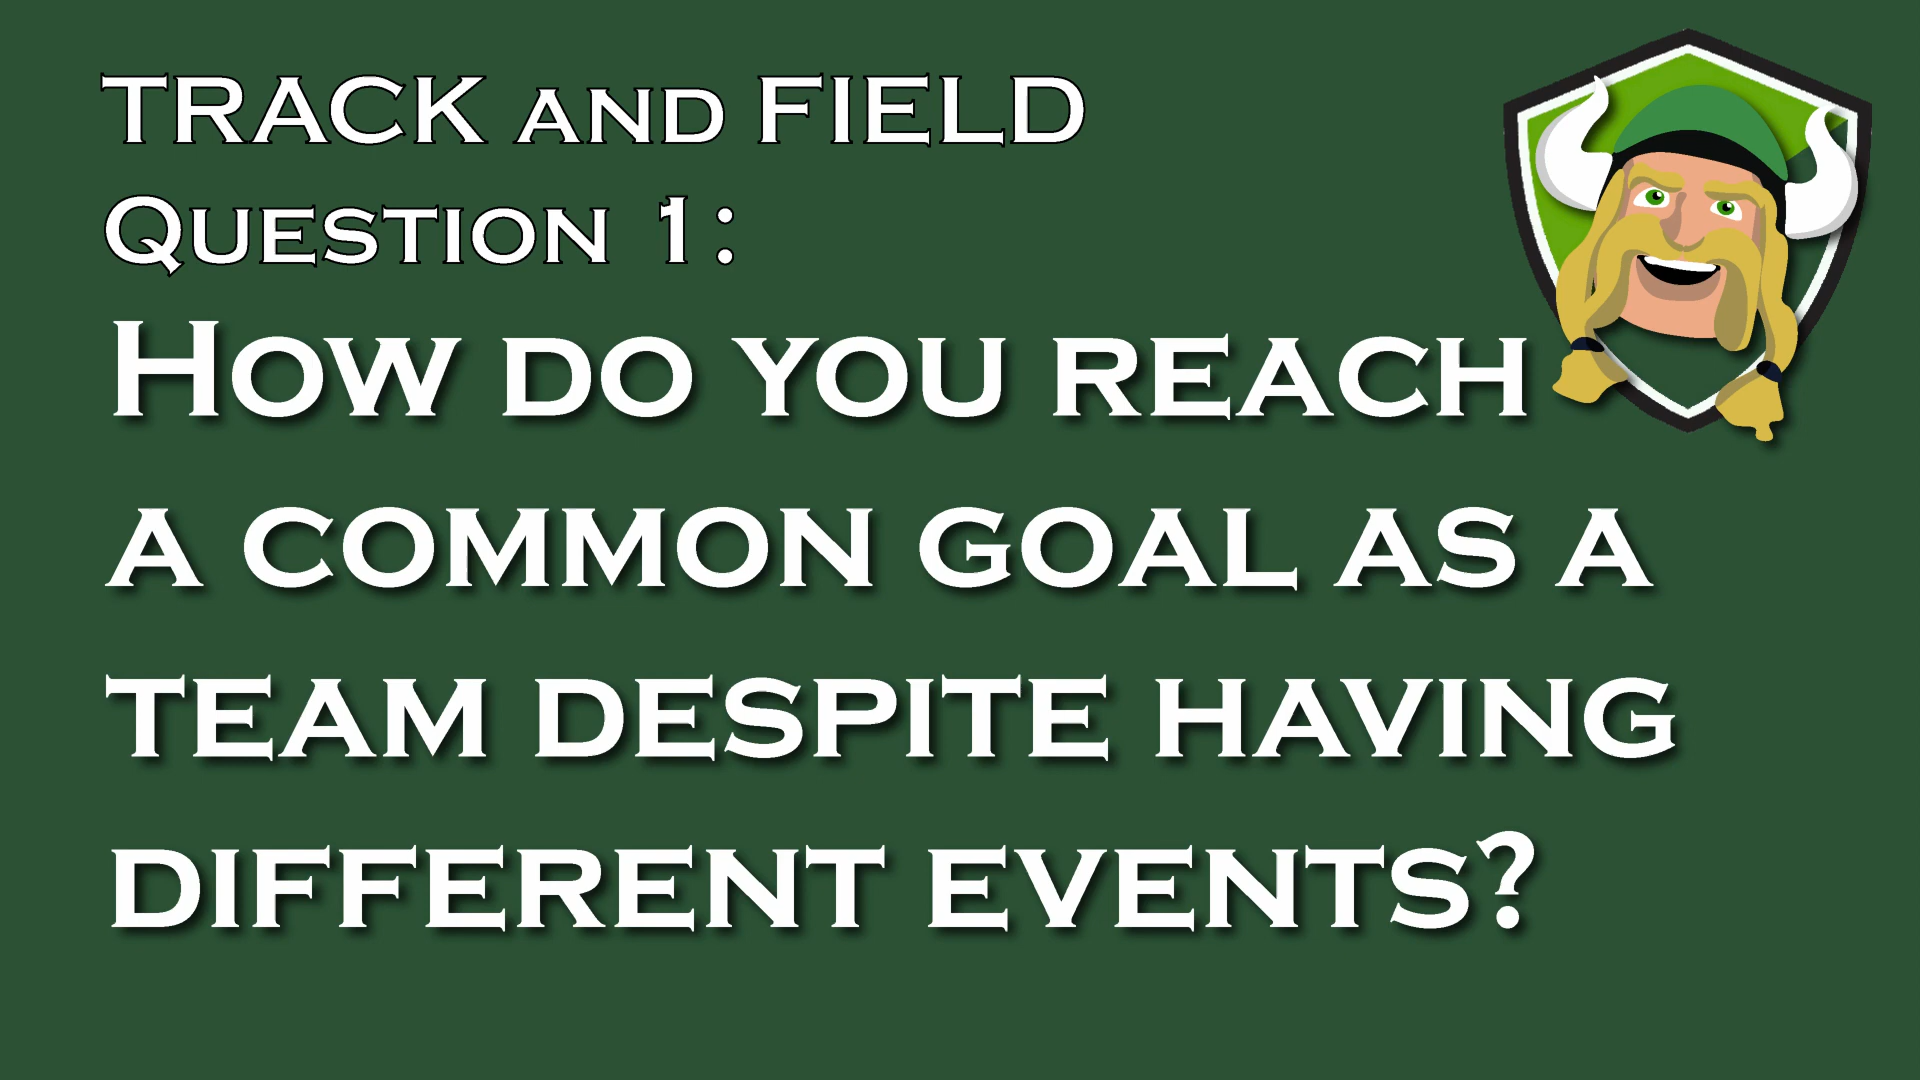 TRACK AND FIELD
QUESTION 1:
HOW DO YOU REACH
A COMMON GOAL AS A
TEAM DESPITE HAVING
DIFFERENT EVENTS?